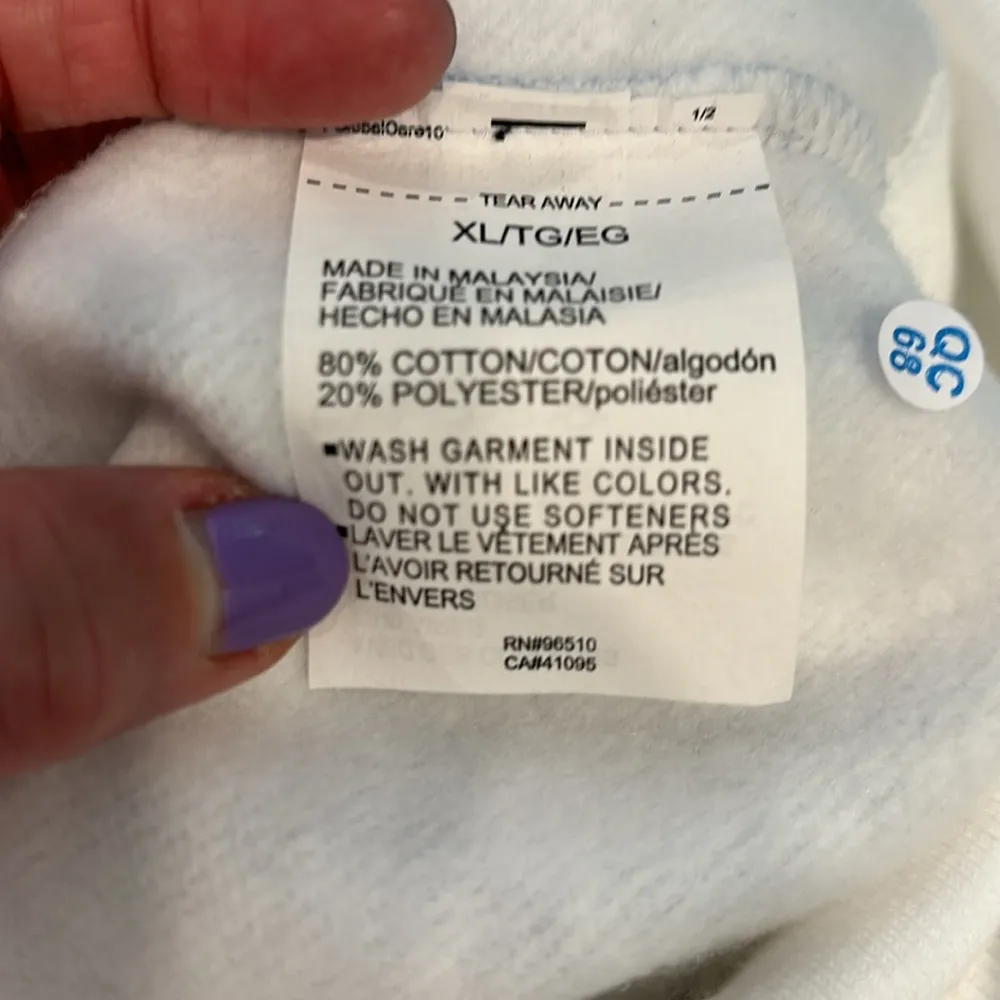 1/2
TEAR AWAY
XL/TG/EG
MADE IN MALAYSIA/
FABRIQUÉ EN MALAISIE/
HECHO EN MALASIA
80% COTTON/COTON/algodón
20% POLYESTER/poliéster
▪WASH GARMENT INSIDE
OUT. WITH LIKE COLORS.
DO NOT USE SOFTENERS
▪LAVER LE VÊTEMENT APRÈS
L'AVOIR RETOURNÉ SUR
L'ENVERS
RN#96510
CA#41095
QC
68